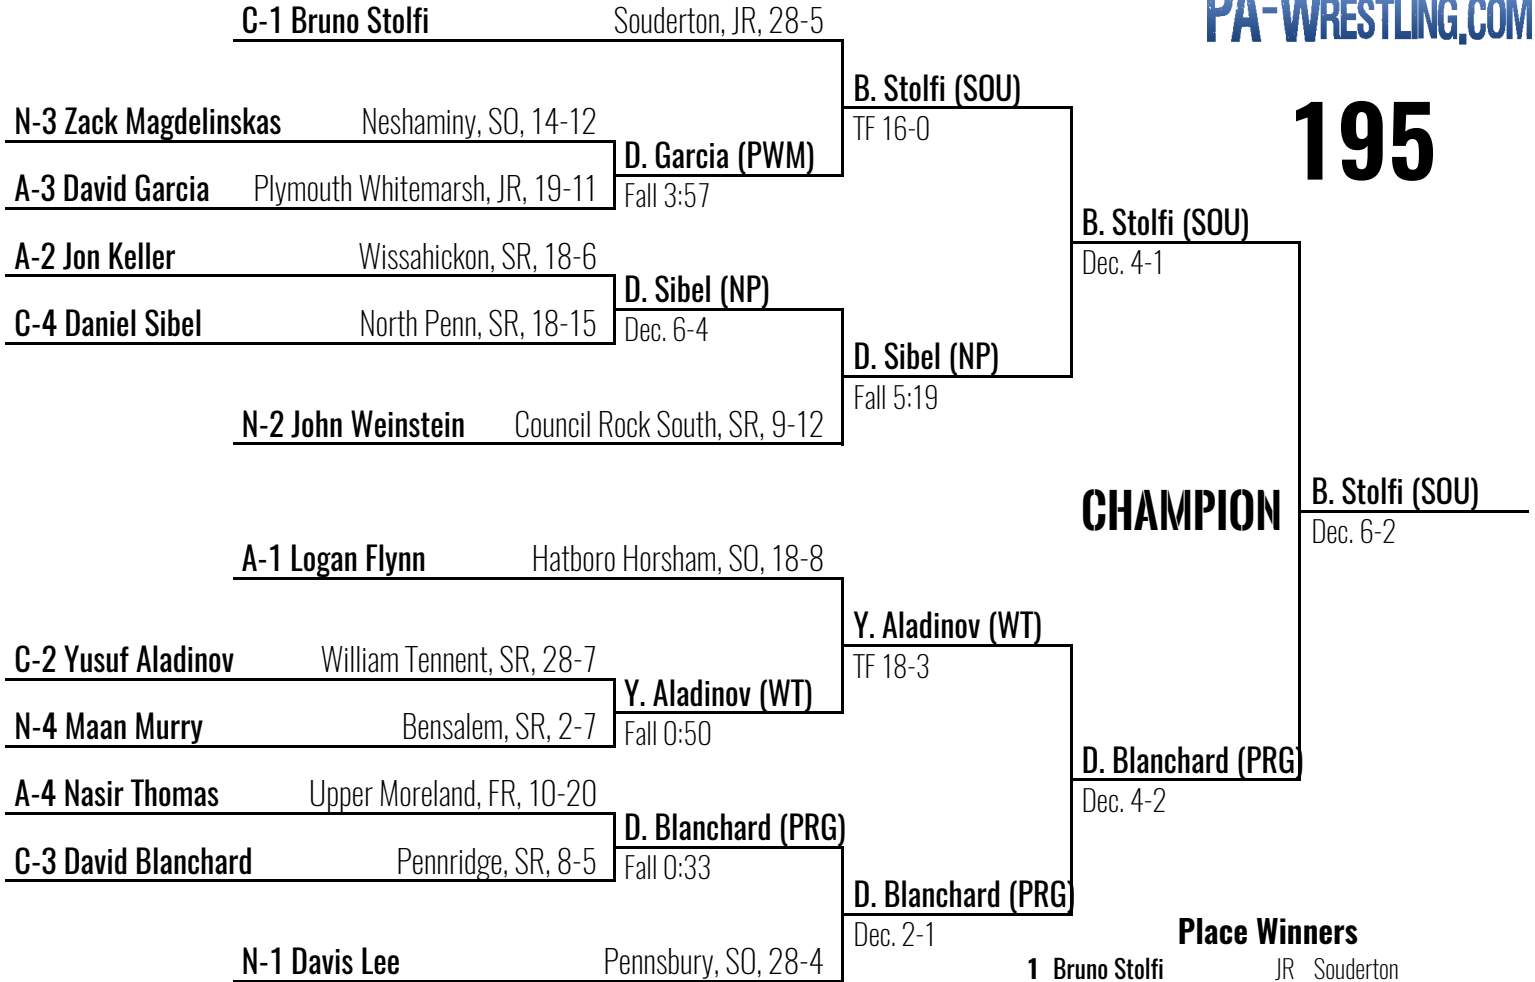 C-1 Bruno Stolfi Souderton, JR, 28-5
PA-WRESTLING.COM
195
B. Stolfi (SOU)
TF 16-0
N-3 Zack Magdelinskas Neshaminy, SO, 14-12
D. Garcia (PWM)
Fall 3:57
A-3 David Garcia Plymouth Whitemarsh, JR, 19-11
B. Stolfi (SOU)
Dec. 4-1
A-2 Jon Keller Wissahickon, SR, 18-6
D. Sibel (NP)
Dec. 6-4
C-4 Daniel Sibel North Penn, SR, 18-15
D. Sibel (NP)
Fall 5:19
N-2 John Weinstein Council Rock South, SR, 9-12
CHAMPION
B. Stolfi (SOU)
Dec. 6-2
A-1 Logan Flynn Hatboro Horsham, SO, 18-8
Y. Aladinov (WT)
TF 18-3
C-2 Yusuf Aladinov William Tennent, SR, 28-7
Y. Aladinov (WT)
Fall 0:50
N-4 Maan Murry Bensalem, SR, 2-7
D. Blanchard (PRG)
Dec. 4-2
A-4 Nasir Thomas Upper Moreland, FR, 10-20
D. Blanchard (PRG)
Fall 0:33
C-3 David Blanchard Pennridge, SR, 8-5
D. Blanchard (PRG)
Dec. 2-1
N-1 Davis Lee Pennsbury, SO, 28-4
Place Winners
1 Bruno Stolfi JR Souderton